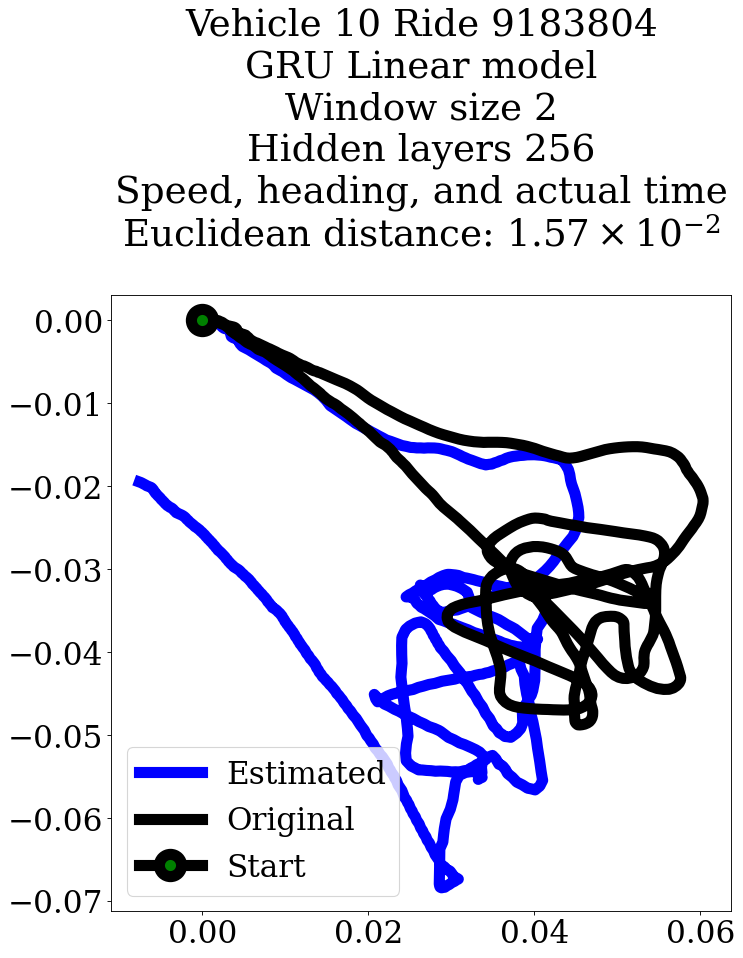 Vehicle 10 Ride 9183804
GRU Linear model
Window size 2
Hidden layers 256
Speed, heading, and actual time
Euclidean distance: 1.57 × 10⁻²
0.00
−0.01
−0.02
−0.03
−0.04
−0.05
−0.06
−0.07
Estimated
Original
Start
0.00 0.02 0.04 0.06